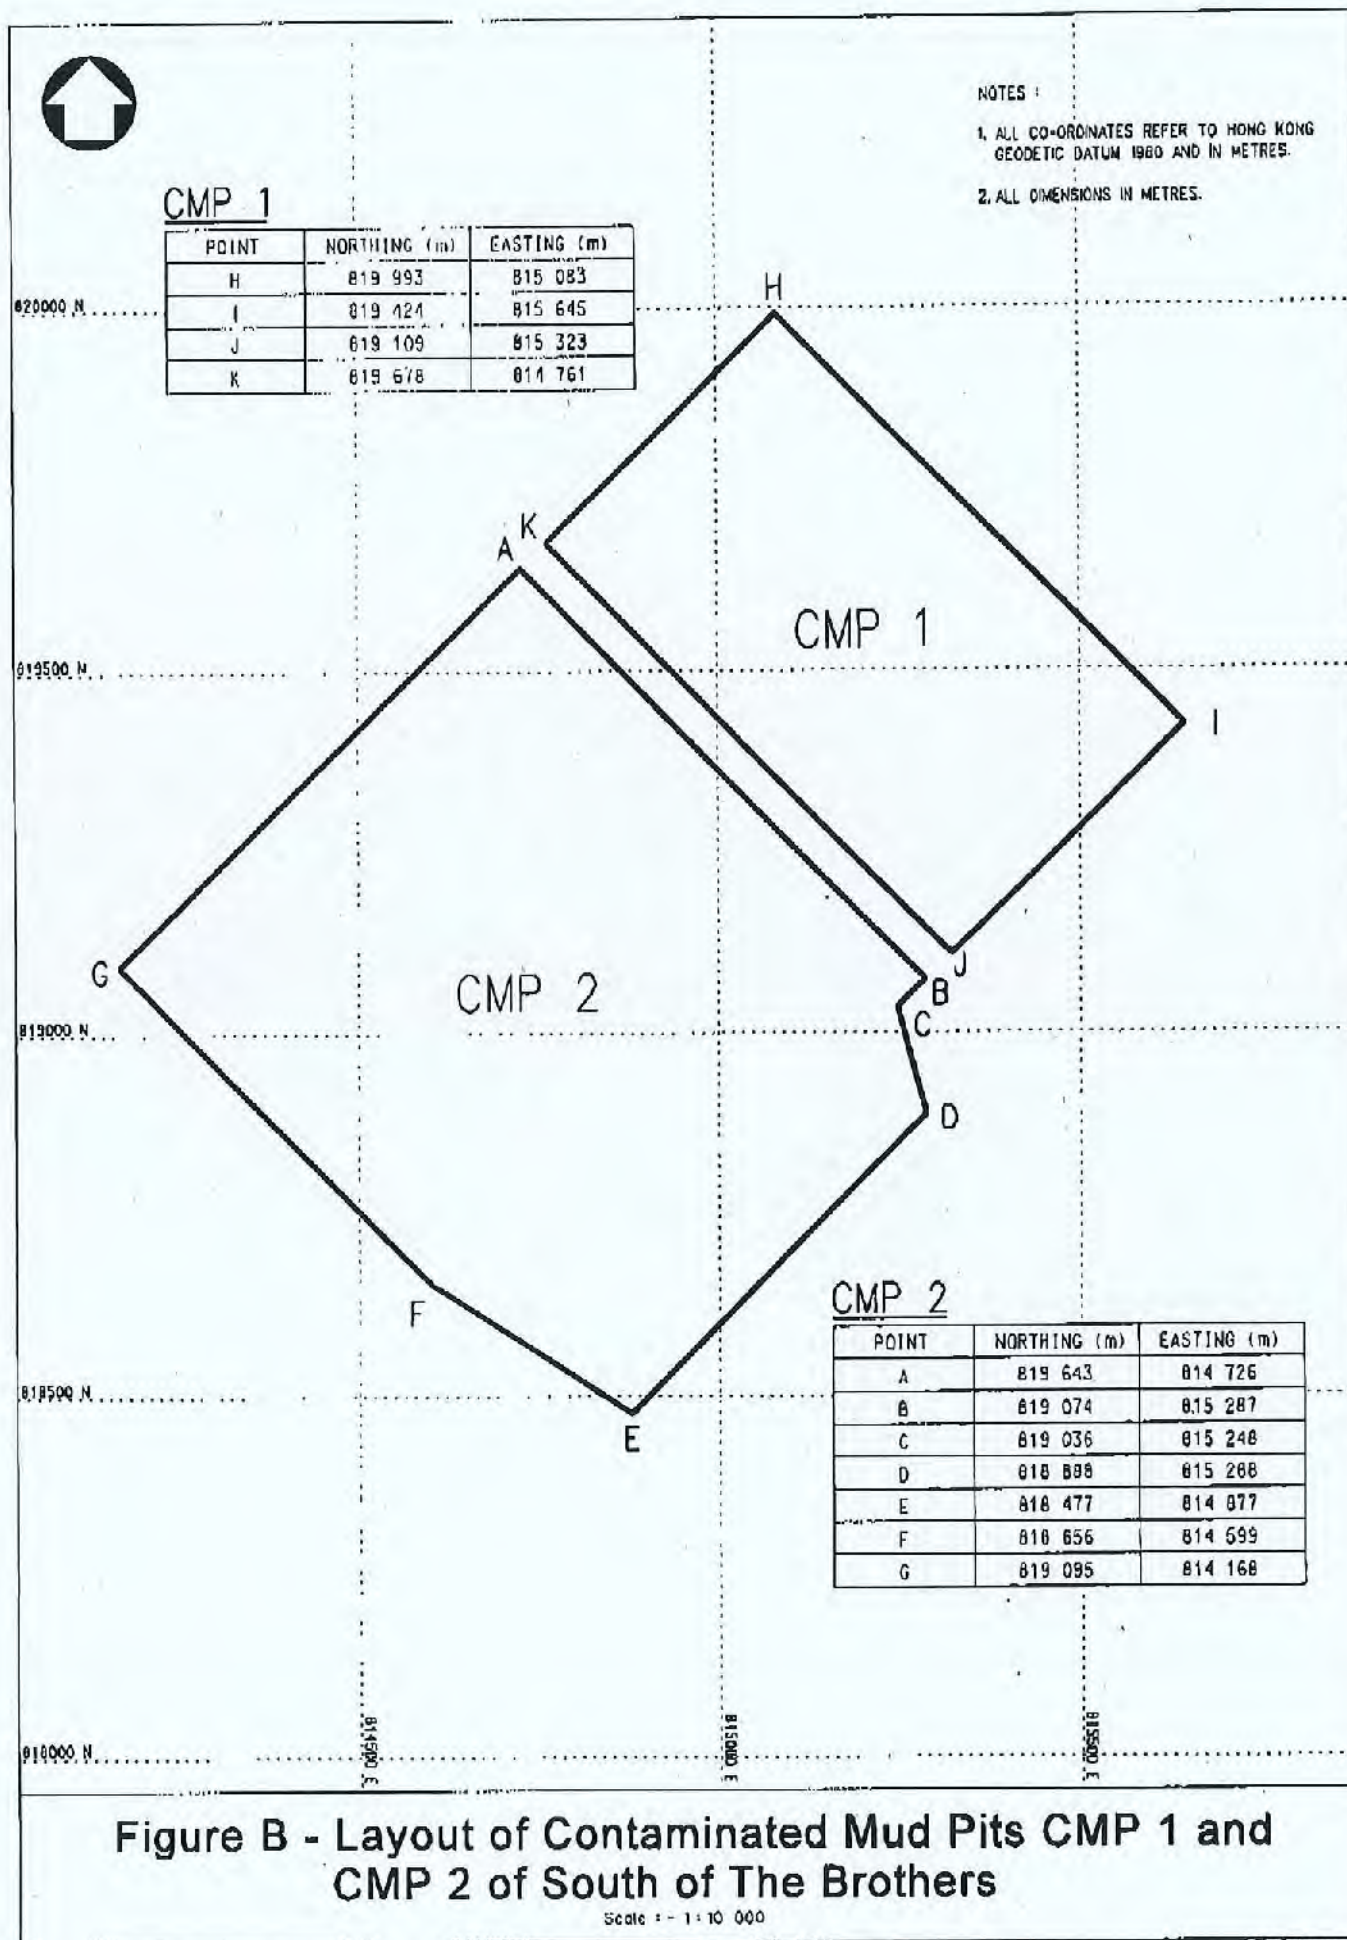 NOTES :
1. ALL CO-ORDINATES REFER TO HONG KONG
GEODETIC DATUM 1980 AND IN METRES.
2. ALL DIMENSIONS IN METRES.
CMP 1
POINT NORTHING (m) EASTING (m)
H 819 993 815 083
I 819 424 815 645
J 819 109 815 323
K 819 678 814 761
820000 N
H
K
A
CMP 1
819500 N
I
G
CMP 2
J
B
C
819000 N
D
F
E
818500 N
CMP 2
POINT NORTHING (m) EASTING (m)
A 819 643 814 726
B 819 074 815 287
C 819 036 815 248
D 818 898 815 288
E 818 477 814 877
F 818 656 814 599
G 819 095 814 168
818000 N
814500 E
815000 E
815500 E
Figure B - Layout of Contaminated Mud Pits CMP 1 and
CMP 2 of South of The Brothers
Scale : - 1 : 10 000